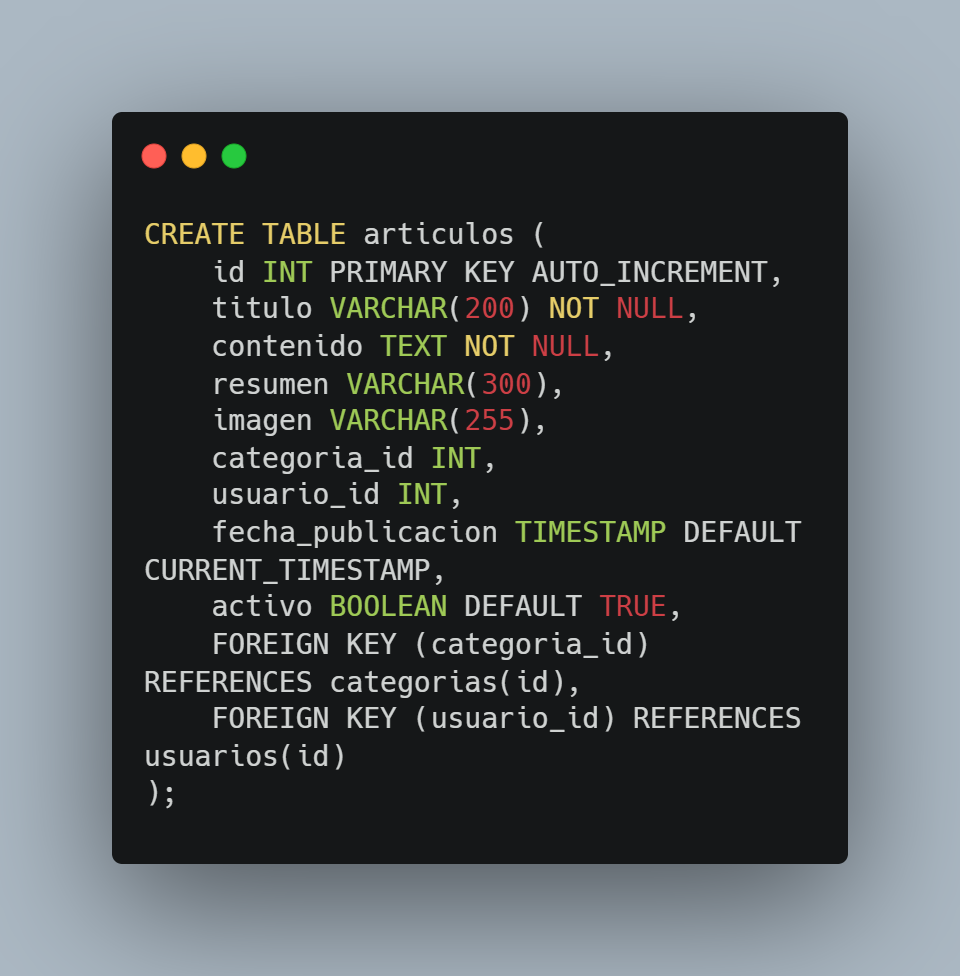 CREATE TABLE articulos (
    id INT PRIMARY KEY AUTO_INCREMENT,
    titulo VARCHAR(200) NOT NULL,
    contenido TEXT NOT NULL,
    resumen VARCHAR(300),
    imagen VARCHAR(255),
    categoria_id INT,
    usuario_id INT,
    fecha_publicacion TIMESTAMP DEFAULT
CURRENT_TIMESTAMP,
    activo BOOLEAN DEFAULT TRUE,
    FOREIGN KEY (categoria_id)
REFERENCES categorias(id),
    FOREIGN KEY (usuario_id) REFERENCES
usuarios(id)
);